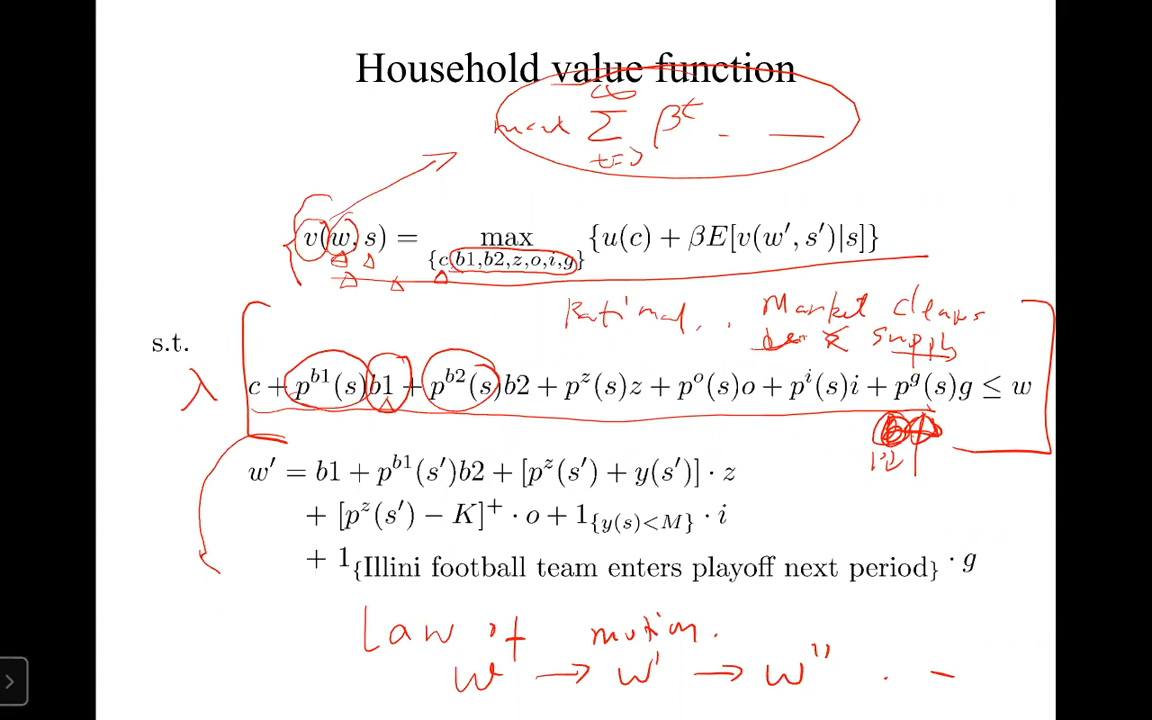 Household value function
max ∞ Σ t=0 β^t . —
v(w, s) = max {c,b1,b2,z,o,i,g} {u(c) + βE[v(w′, s′)|s]}
Rational . . Market clears
s.t.
& supply
λ c + p^{b1}(s)b1 + p^{b2}(s)b2 + p^z(s)z + p^o(s)o + p^i(s)i + p^g(s)g ≤ w
w′ = b1 + p^{b1}(s′)b2 + [p^z(s′) + y(s′)] · z
+ [p^z(s′) − K]^+ · o + 1_{y(s)<M} · i
+ 1_{Illini football team enters playoff next period} · g
Law of motion.
w → w' → w'' . –